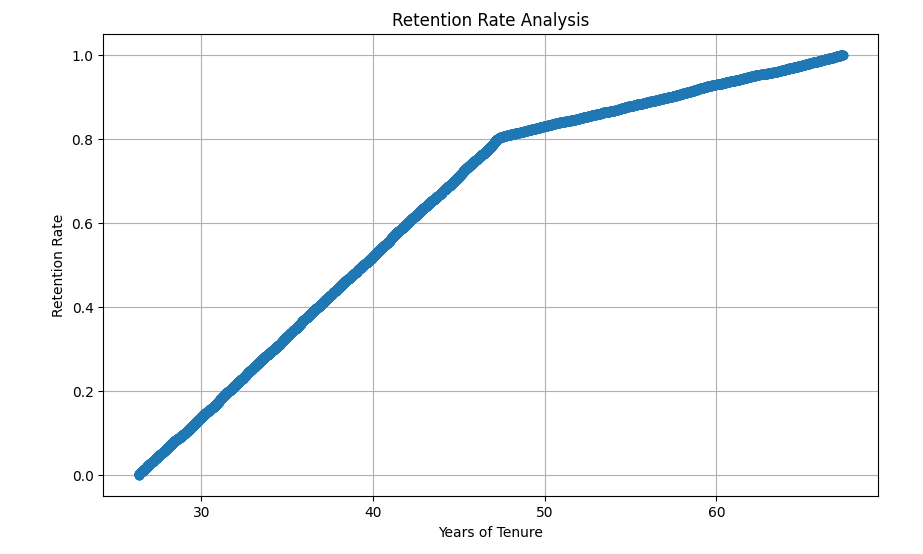 Retention Rate Analysis
1.0
0.8
0.6
0.4
0.2
0.0
Retention Rate
30 40 50 60
Years of Tenure